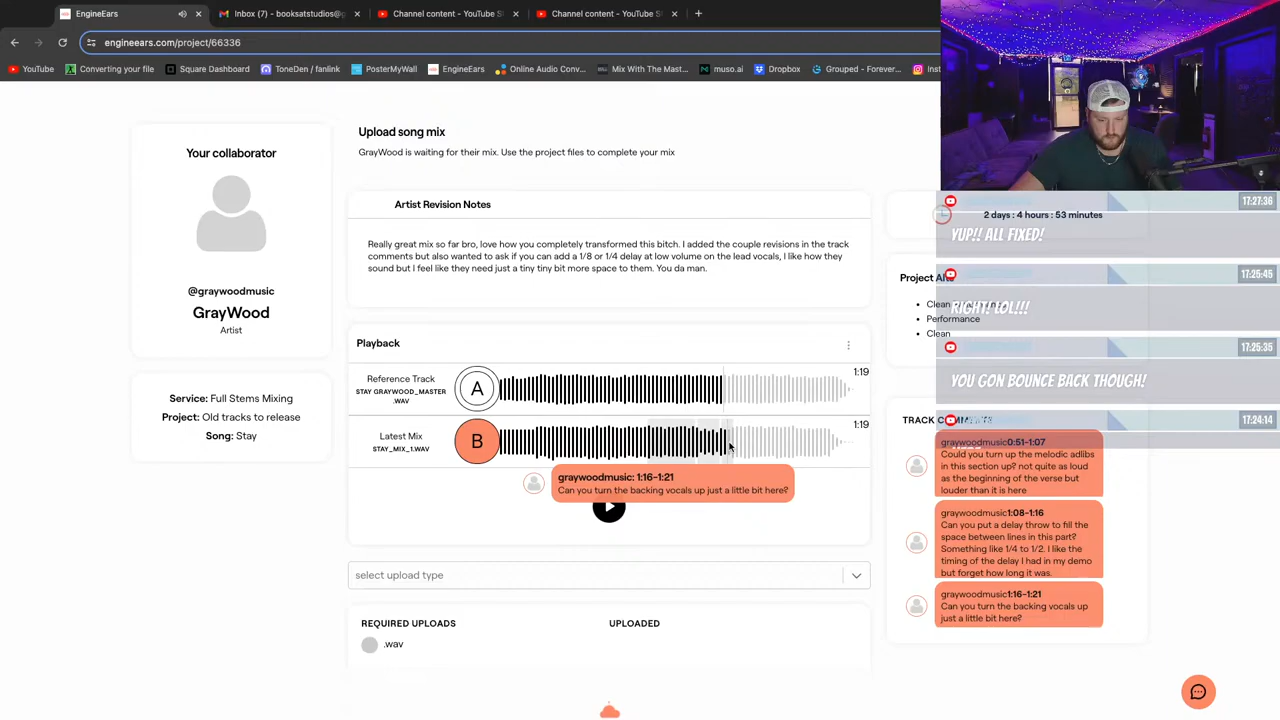 EngineEars
Inbox (7) - booksatstudios@g
Channel content - YouTube S
Channel content - YouTube S
engineears.com/project/66336
YouTube
Converting your file
Square Dashboard
ToneDen / fanlink
PosterMyWall
EngineEars
Online Audio Conv...
Mix With The Mast...
muso.ai
Dropbox
Grouped - Forever...
Inst
Your collaborator
@graywoodmusic
GrayWood
Artist
Service: Full Stems Mixing
Project: Old tracks to release
Song: Stay
Upload song mix
GrayWood is waiting for their mix. Use the project files to complete your mix
Artist Revision Notes
Really great mix so far bro, love how you completely transformed this bitch. I added the couple revisions in the track
comments but also wanted to ask if you can add a 1/8 or 1/4 delay at low volume on the lead vocals, I like how they
sound but I feel like they need just a tiny tiny bit more space to them. You da man.
Playback
Reference Track
STAY GRAYWOOD_MASTER
.WAV
A
1:19
Latest Mix
STAY_MIX_1.WAV
B
1:19
graywoodmusic: 1:16-1:21
Can you turn the backing vocals up just a little bit here?
select upload type
REQUIRED UPLOADS
UPLOADED
.wav
17:27:36
2 days : 4 hours : 53 minutes
YUP!! ALL FIXED!
17:25:45
Project Alt
Clean
RIGHT! LOL!!!
Performance
Clean
17:25:35
YOU GON BOUNCE BACK THOUGH!
17:24:14
TRACK COMME
graywoodmusic0:51-1:07
Could you turn up the melodic adlibs
in this section up? not quite as loud
as the beginning of the verse but
louder than it is here
graywoodmusic1:08-1:16
Can you put a delay throw to fill the
space between lines in this part?
Something like 1/4 to 1/2. I like the
timing of the delay I had in my demo
but forget how long it was.
graywoodmusic1:16-1:21
Can you turn the backing vocals up
just a little bit here?